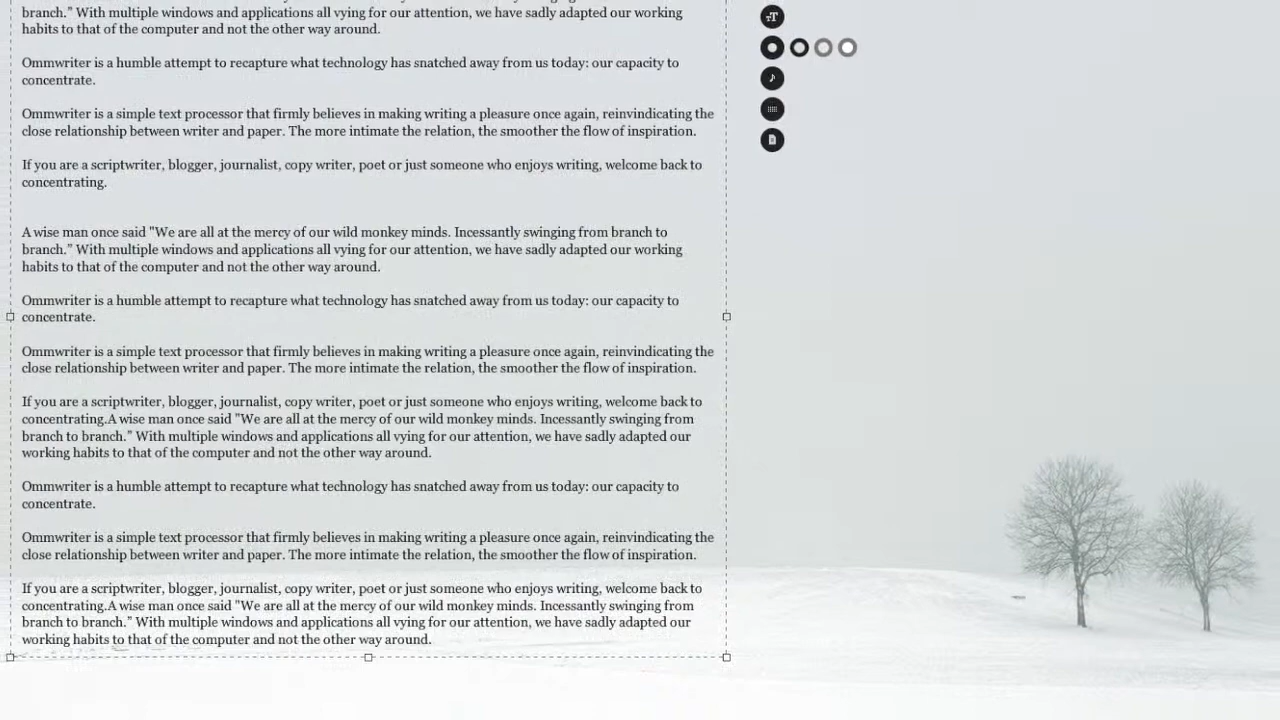 branch.” With multiple windows and applications all vying for our attention, we have sadly adapted our working
habits to that of the computer and not the other way around.
Ommwriter is a humble attempt to recapture what technology has snatched away from us today: our capacity to
concentrate.
Ommwriter is a simple text processor that firmly believes in making writing a pleasure once again, reinvindicating the
close relationship between writer and paper. The more intimate the relation, the smoother the flow of inspiration.
If you are a scriptwriter, blogger, journalist, copy writer, poet or just someone who enjoys writing, welcome back to
concentrating.
A wise man once said "We are all at the mercy of our wild monkey minds. Incessantly swinging from branch to
branch.” With multiple windows and applications all vying for our attention, we have sadly adapted our working
habits to that of the computer and not the other way around.
Ommwriter is a humble attempt to recapture what technology has snatched away from us today: our capacity to
concentrate.
Ommwriter is a simple text processor that firmly believes in making writing a pleasure once again, reinvindicating the
close relationship between writer and paper. The more intimate the relation, the smoother the flow of inspiration.
If you are a scriptwriter, blogger, journalist, copy writer, poet or just someone who enjoys writing, welcome back to
concentrating.A wise man once said "We are all at the mercy of our wild monkey minds. Incessantly swinging from
branch to branch.” With multiple windows and applications all vying for our attention, we have sadly adapted our
working habits to that of the computer and not the other way around.
Ommwriter is a humble attempt to recapture what technology has snatched away from us today: our capacity to
concentrate.
Ommwriter is a simple text processor that firmly believes in making writing a pleasure once again, reinvindicating the
close relationship between writer and paper. The more intimate the relation, the smoother the flow of inspiration.
If you are a scriptwriter, blogger, journalist, copy writer, poet or just someone who enjoys writing, welcome back to
concentrating.A wise man once said "We are all at the mercy of our wild monkey minds. Incessantly swinging from
branch to branch.” With multiple windows and applications all vying for our attention, we have sadly adapted our
working habits to that of the computer and not the other way around.
TT